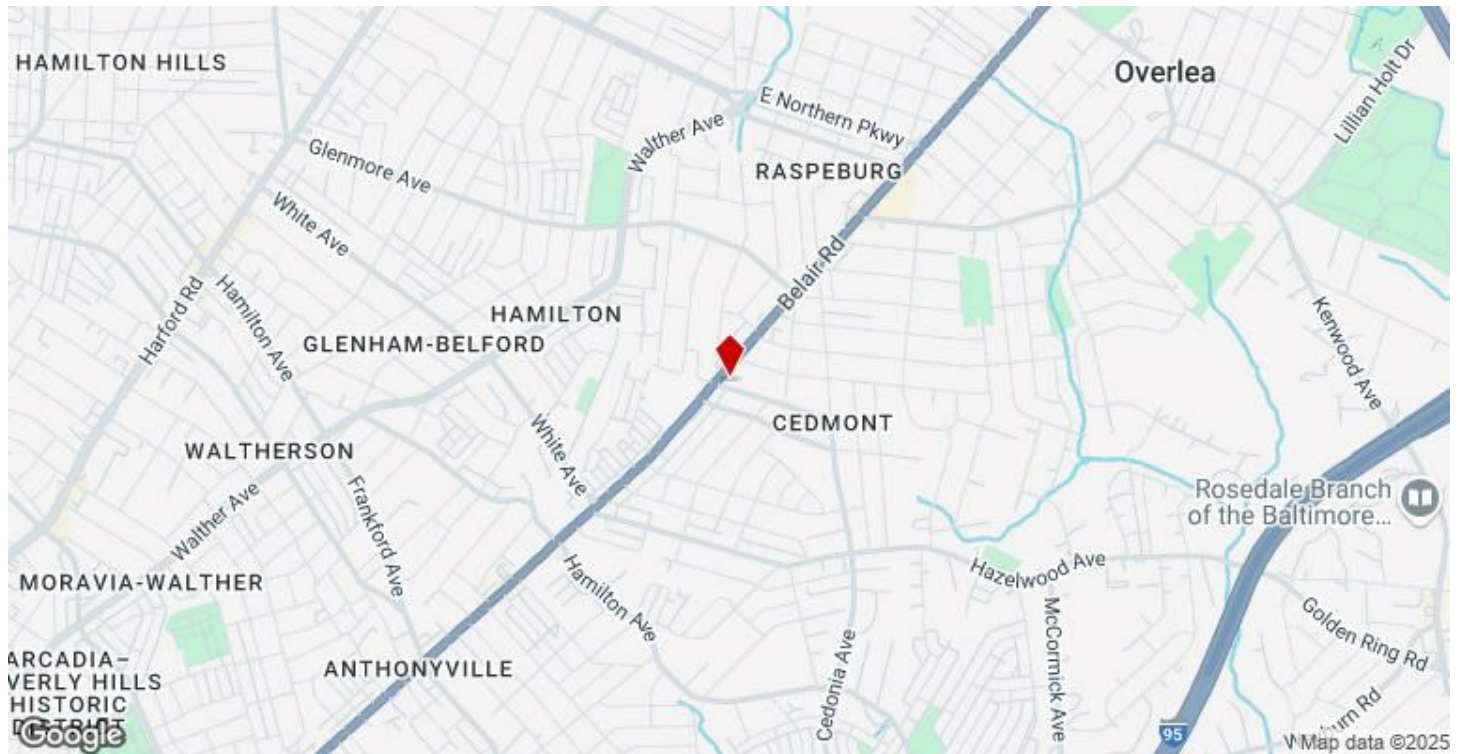 HAMILTON HILLS
Overlea
Lillian Holt Dr
E Northern Pkwy
Walther Ave
Glenmore Ave
RASPEBURG
White Ave
Belair Rd
Harford Rd
Hamilton Ave
HAMILTON
GLENHAM-BELFORD
Kenwood Ave
CEDMONT
WALTHERSON
White Ave
Walther Ave
Frankford Ave
Rosedale Branch
of the Baltimore...
MORAVIA-WALTHER
Hamilton Ave
Hazelwood Ave
McCormick Ave
Golden Ring Rd
ARCADIA–
VERLY HILLS
HISTORIC
DISTRICT
ANTHONYVILLE
Cedonia Ave
95
Rd
Google
Map data ©2025